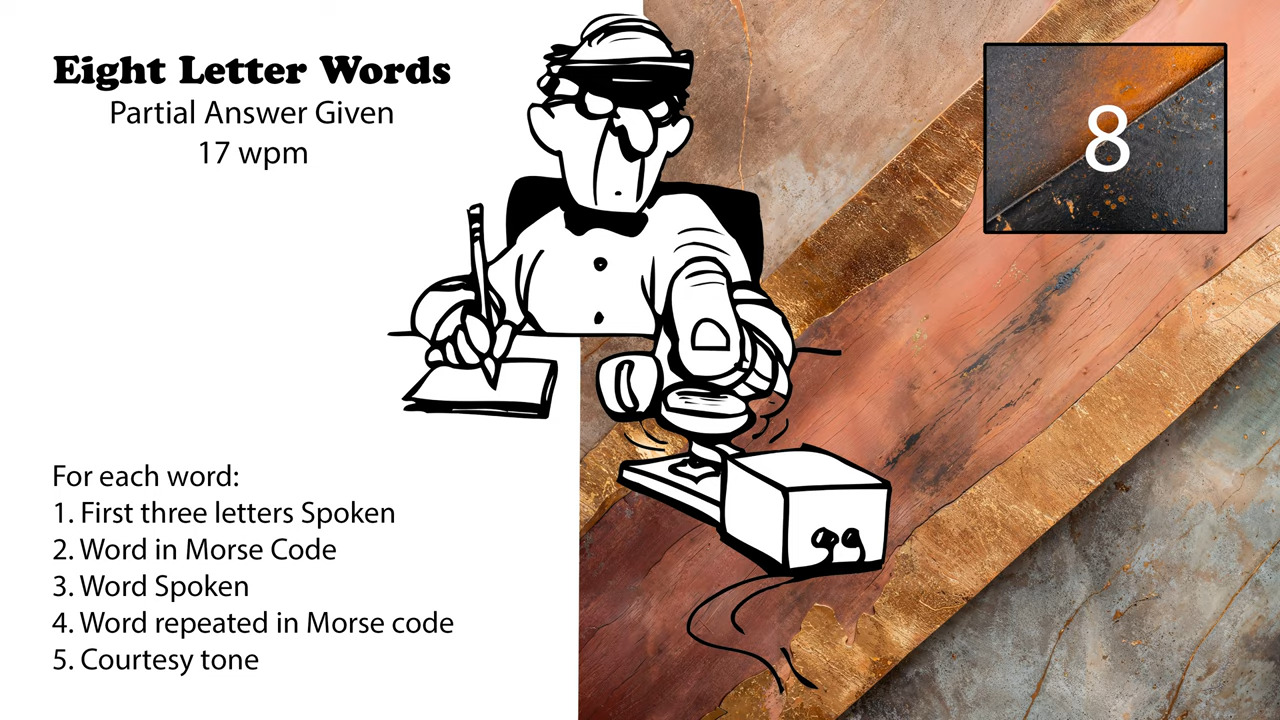 Eight Letter Words
Partial Answer Given
17 wpm
8
For each word:
1. First three letters Spoken
2. Word in Morse Code
3. Word Spoken
4. Word repeated in Morse code
5. Courtesy tone